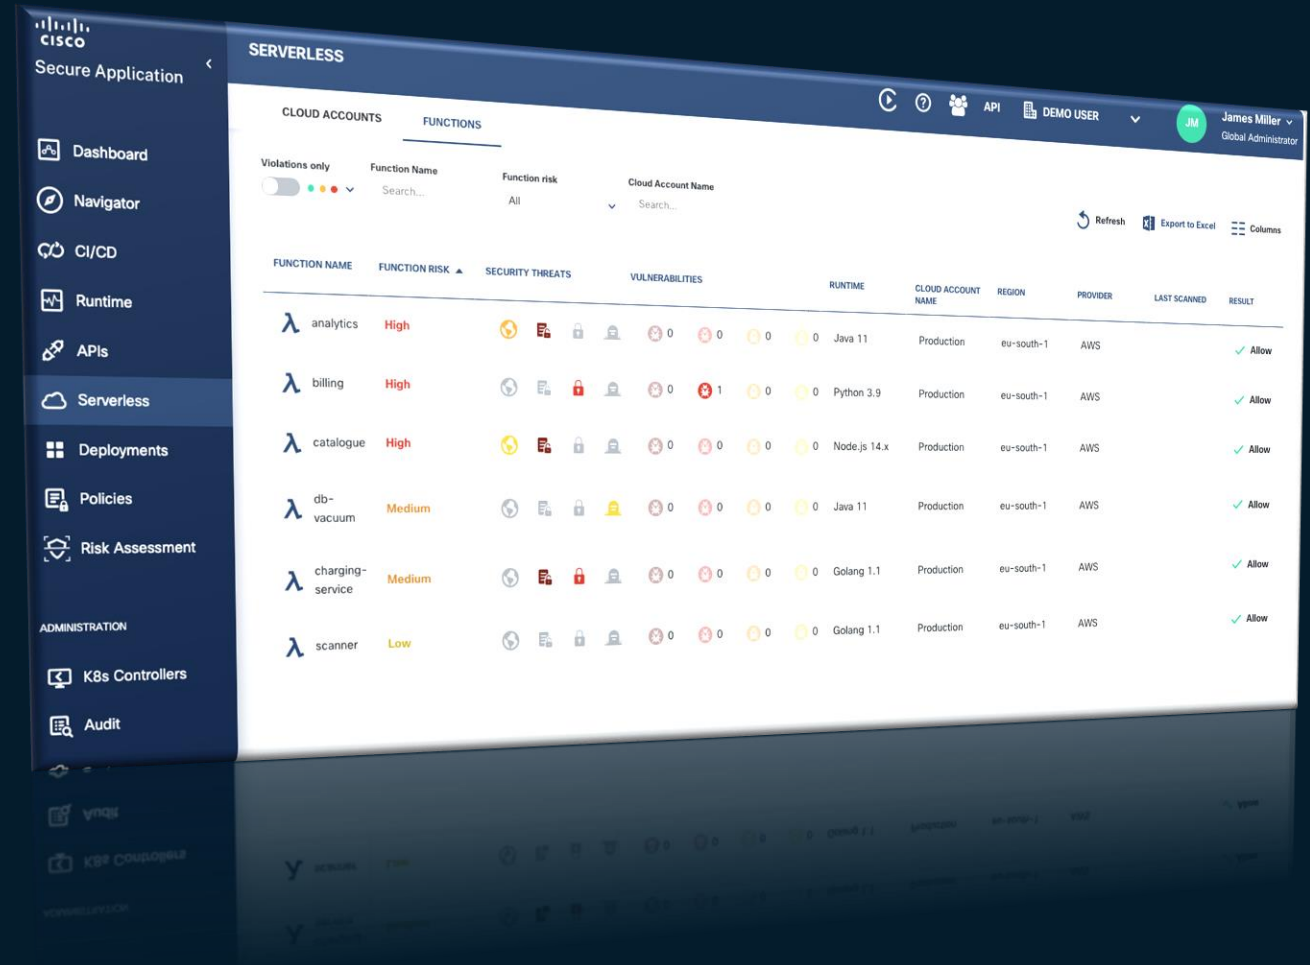 CISCO
Secure Application
Dashboard
Navigator
CI/CD
Runtime
APIs
Serverless
Deployments
Policies
Risk Assessment
ADMINISTRATION
K8s Controllers
Audit
SERVERLESS
API
DEMO USER
JM
James Miller
Global Administrator
CLOUD ACCOUNTS
FUNCTIONS
Violations only
Function Name
Search...
Function risk
All
Cloud Account Name
Search...
Refresh
Export to Excel
Columns
FUNCTION NAME FUNCTION RISK SECURITY THREATS VULNERABILITIES RUNTIME CLOUD ACCOUNT NAME REGION PROVIDER LAST SCANNED RESULT
analytics High 0 0 0 0 Java 11 Production eu-south-1 AWS Allow
billing High 0 1 0 0 Python 3.9 Production eu-south-1 AWS Allow
catalogue High 0 0 0 0 Node.js 14.x Production eu-south-1 AWS Allow
db-
vacuum Medium 0 0 0 0 Java 11 Production eu-south-1 AWS Allow
charging-
service Medium 0 0 0 0 Golang 1.1 Production eu-south-1 AWS Allow
scanner Low 0 0 0 0 Golang 1.1 Production eu-south-1 AWS Allow